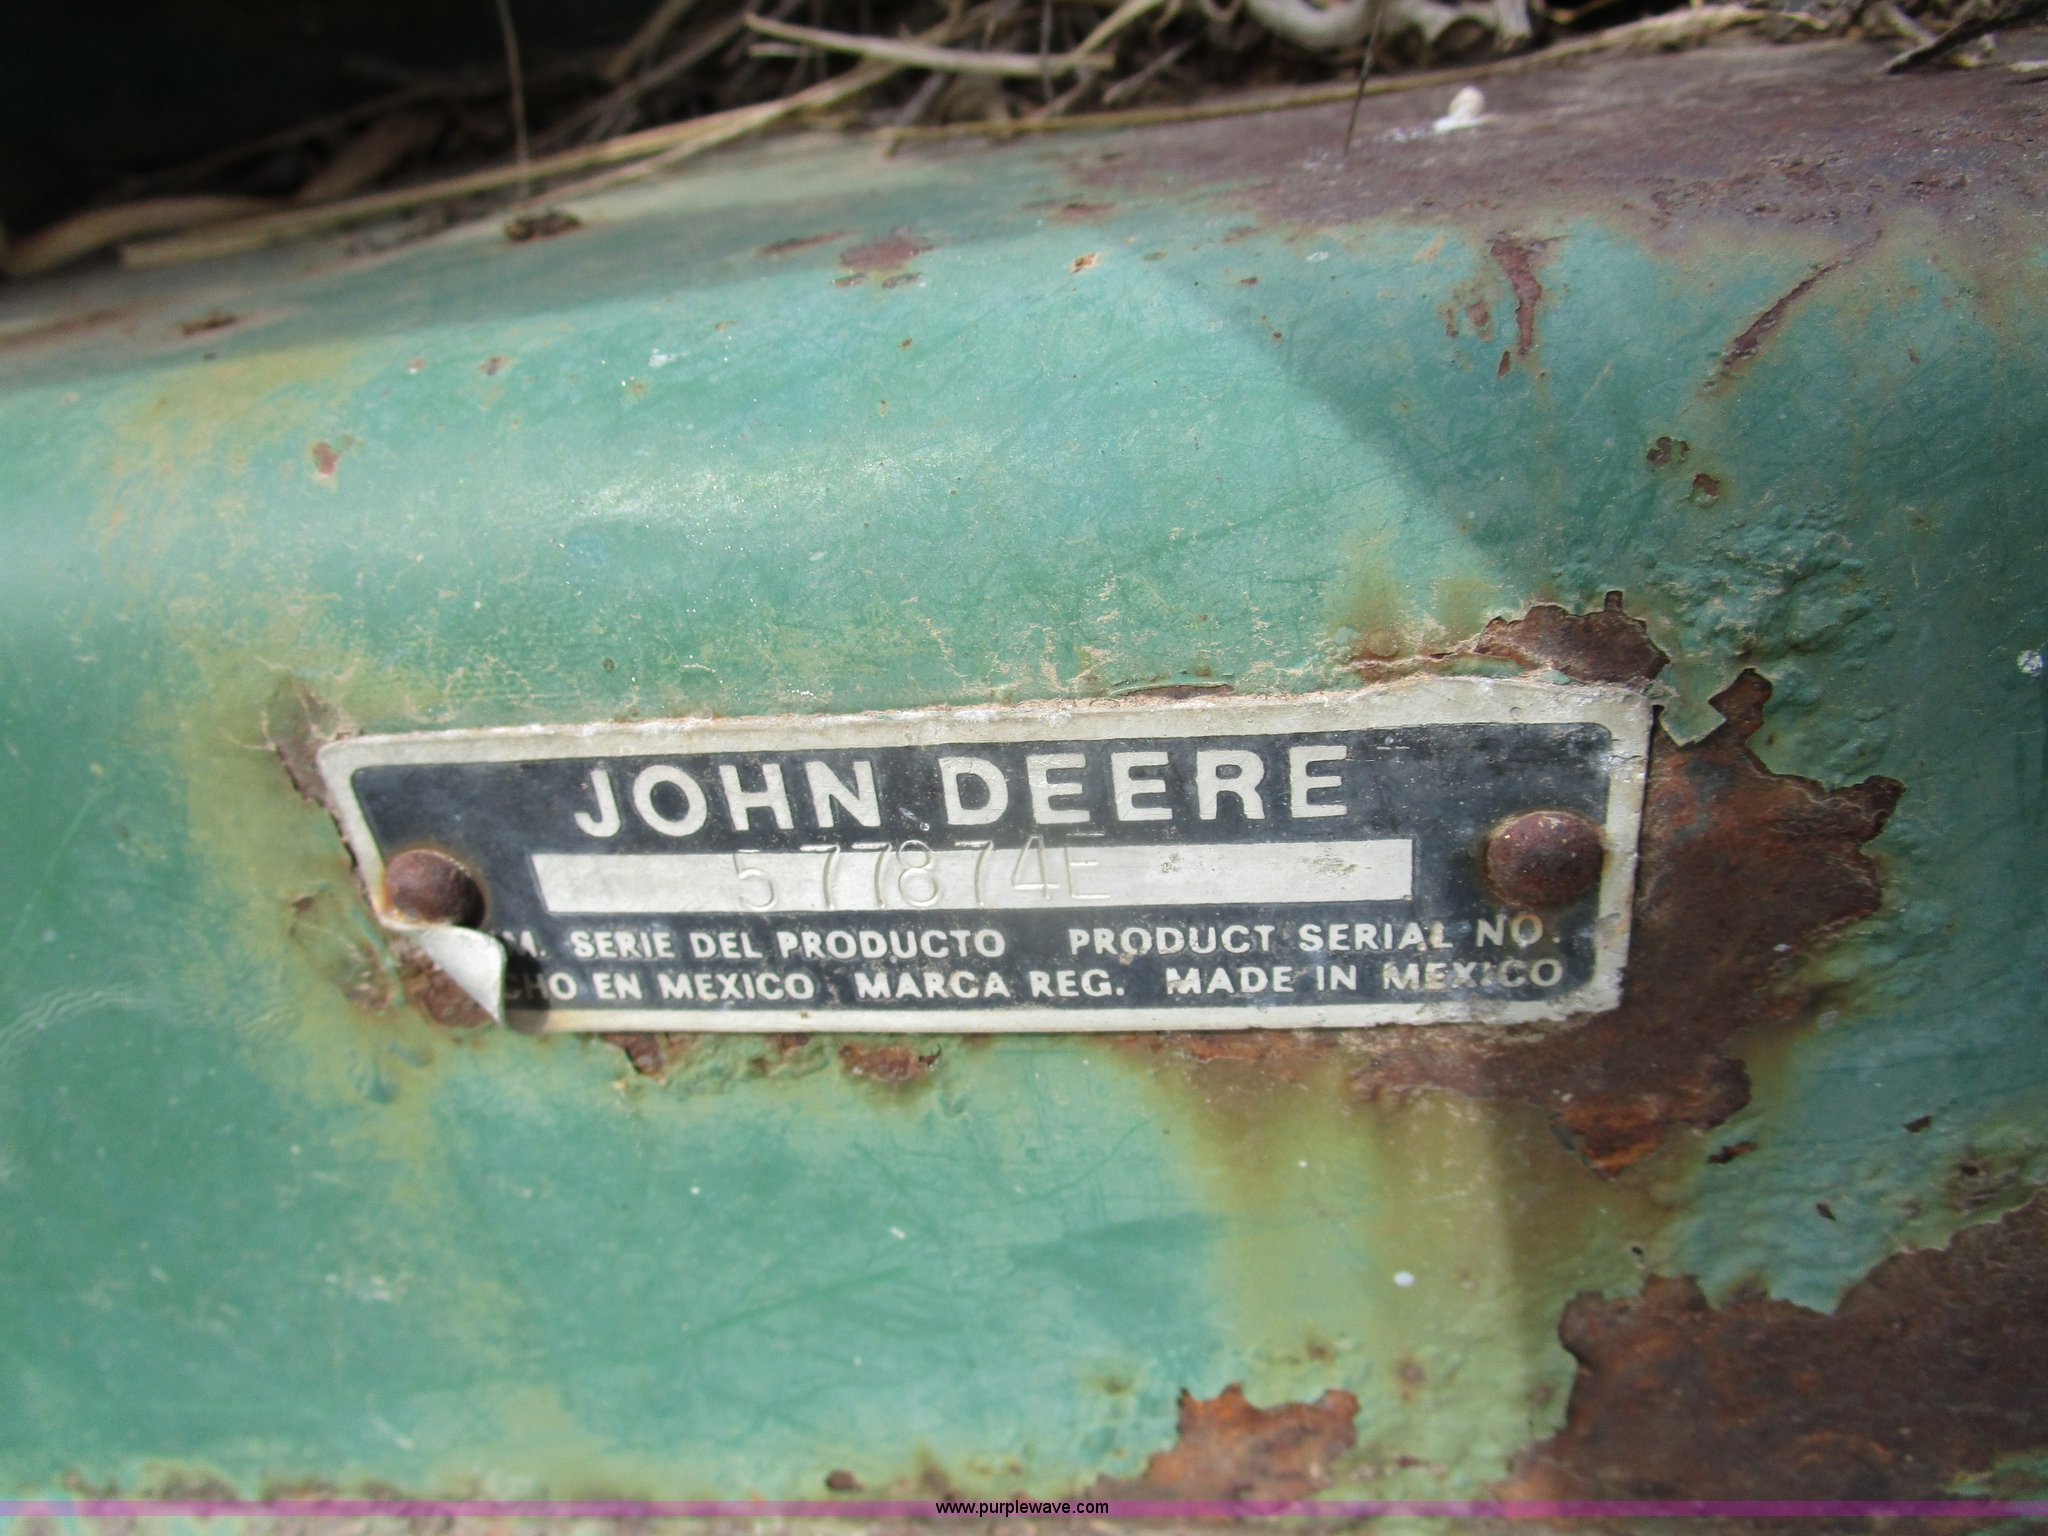 JOHN DEERE
577874E
M. SERIE DEL PRODUCTO PRODUCT SERIAL NO.
CHO EN MEXICO MARCA REG. MADE IN MEXICO
www.purplewave.com